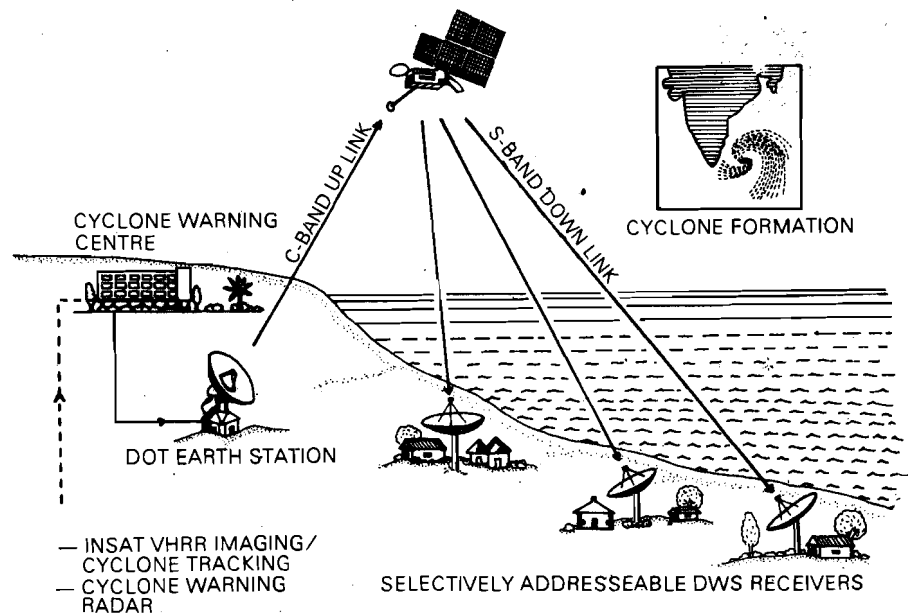 C-BAND UP LINK
S-BAND DOWN LINK
CYCLONE FORMATION
CYCLONE WARNING
CENTRE
DOT EARTH STATION
— INSAT VHRR IMAGING/
CYCLONE TRACKING
— CYCLONE WARNING
RADAR
SELECTIVELY ADDRESSEABLE DWS RECEIVERS